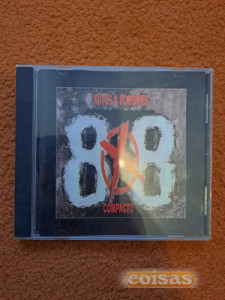 XUTOS & PONTAPÉS
88
COMPACTO
coisas